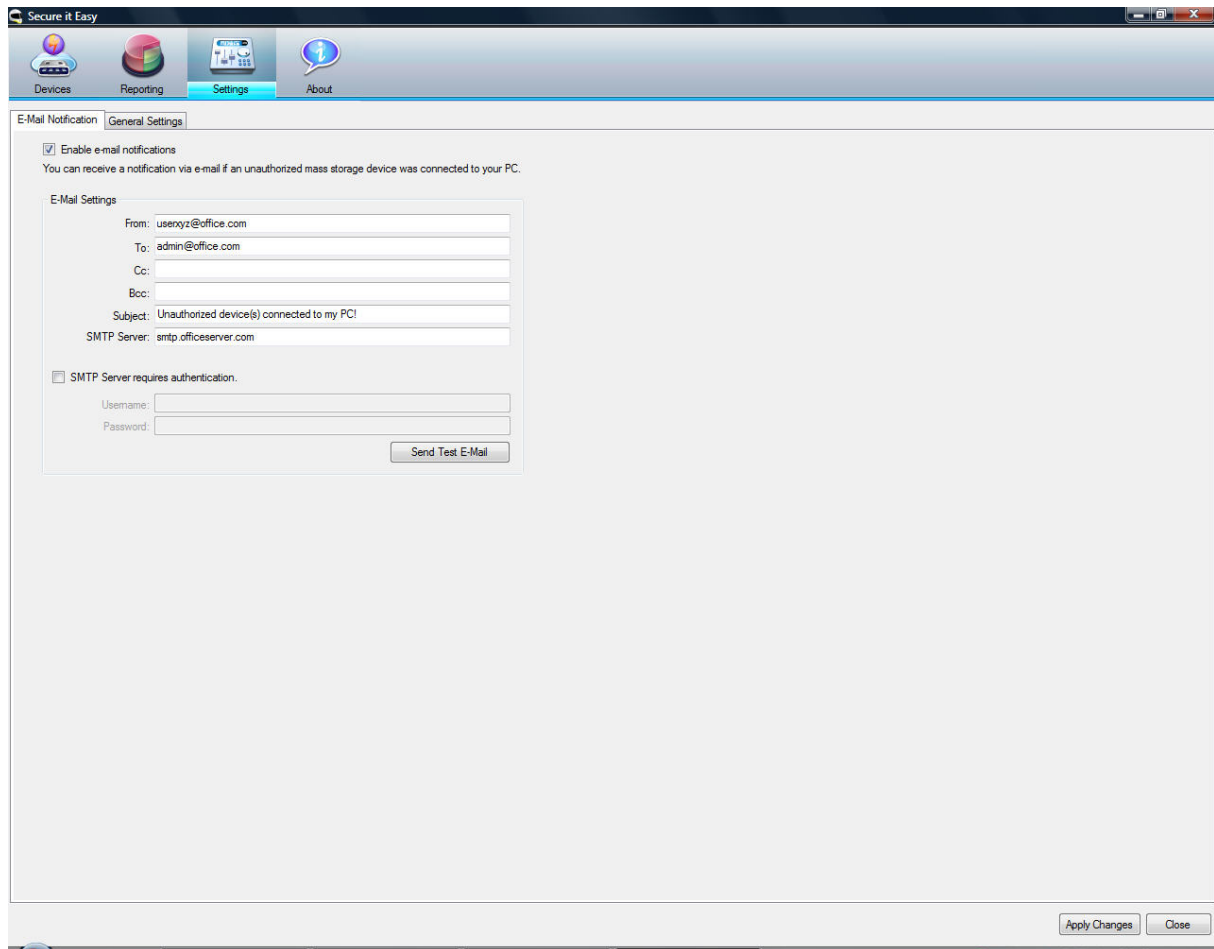 Secure it Easy
Devices Reporting Settings About
E-Mail Notification General Settings
Enable e-mail notifications
You can receive a notification via e-mail if an unauthorized mass storage device was connected to your PC.
E-Mail Settings
From: userxyz@office.com
To: admin@office.com
Cc:
Bcc:
Subject: Unauthorized device(s) connected to my PC!
SMTP Server: smtp.officeserver.com
SMTP Server requires authentication.
Username:
Password:
Send Test E-Mail
Apply Changes Close